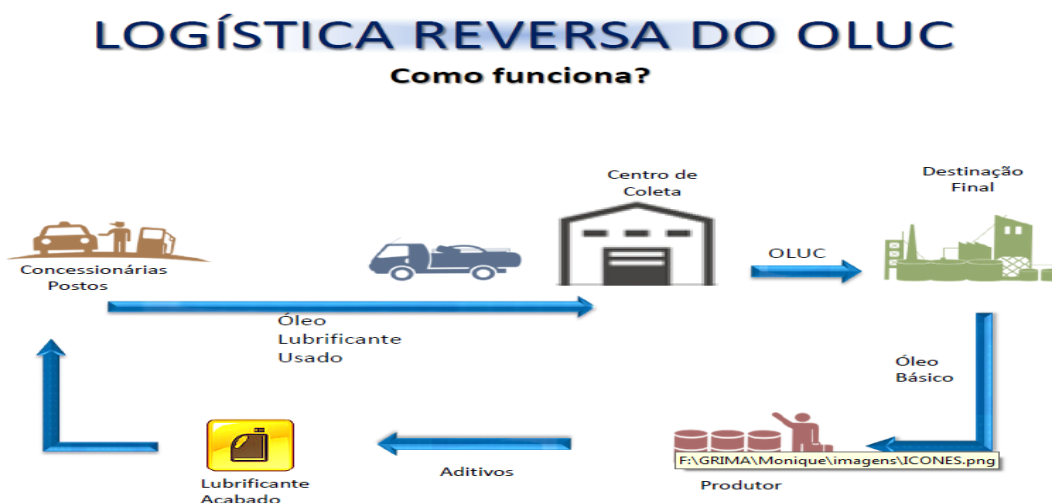 LOGÍSTICA REVERSA DO OLUC
Como funciona?
Centro de
Coleta
Destinação
Final
Concessionárias
Postos
OLUC
Óleo
Lubrificante
Usado
Óleo
Básico
F:\GRIMA\Monique\imagens\ICONES.png
Produtor
Aditivos
Lubrificante
Acabado